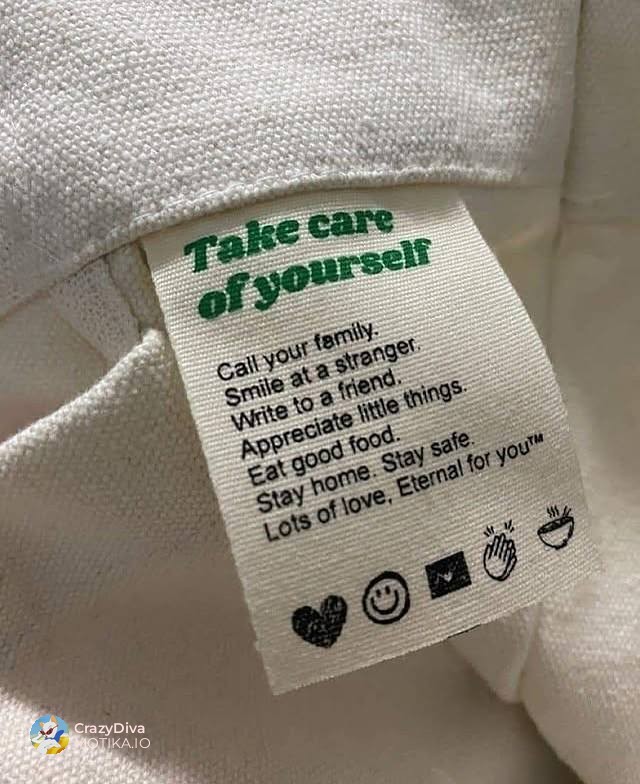 Take care
of yourself
Call your family.
Smile at a stranger.
Write to a friend.
Appreciate little things.
Eat good food.
Stay home. Stay safe.
Lots of love, Eternal for you™
CrazyDiva
YOTIKA.IO